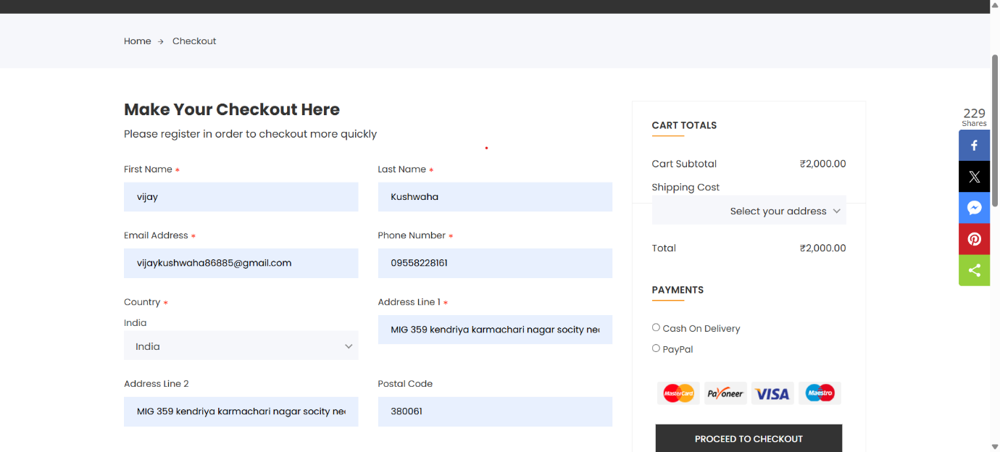 Home → Checkout
Make Your Checkout Here
Please register in order to checkout more quickly
First Name *
Last Name *
vijay
Kushwaha
Email Address *
Phone Number *
vijaykushwaha86885@gmail.com
09558228161
Country *
Address Line 1 *
India
India
MIG 359 kendriya karmachari nagar socity
Address Line 2
Postal Code
MIG 359 kendriya karmachari nagar socity
380061
CART TOTALS
Cart Subtotal ₹2,000.00
Shipping Cost
Select your address
Total ₹2,000.00
PAYMENTS
Cash On Delivery
PayPal
MasterCard
Payoneer
VISA
Maestro
PROCEED TO CHECKOUT
229
Shares